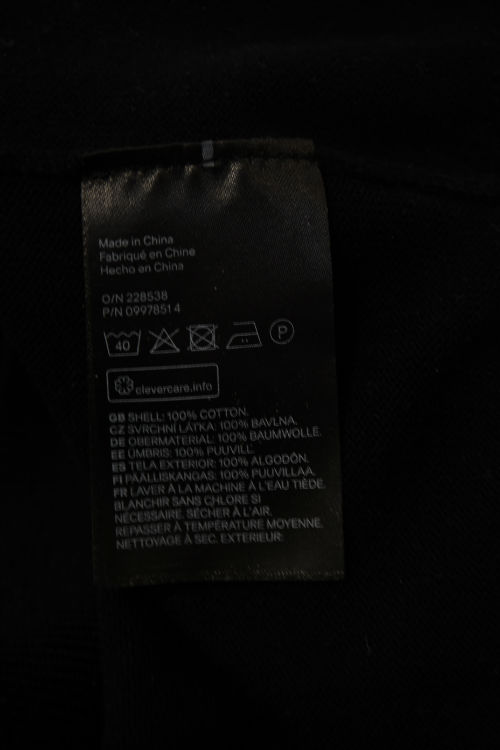 Made in China
Fabriqué en Chine
Hecho en China
O/N 228538
P/N 09978514
40
P
clevercare.info
GB SHELL: 100% COTTON.
CZ SVRCHNÍ LÁTKA: 100% BAVLNA.
DE OBERMATERIAL: 100% BAUMWOLLE.
EE ÜMBRIS: 100% PUUVILL.
ES TELA EXTERIOR: 100% ALGODÓN.
FI PÄÄLLISKANGAS: 100% PUUVILLAA.
FR LAVER À LA MACHINE À L'EAU TIÈDE.
BLANCHIR SANS CHLORE SI
NÉCESSAIRE. SÉCHER À L'AIR.
REPASSER À TEMPÉRATURE MOYENNE.
NETTOYAGE À SEC. EXTERIEUR: